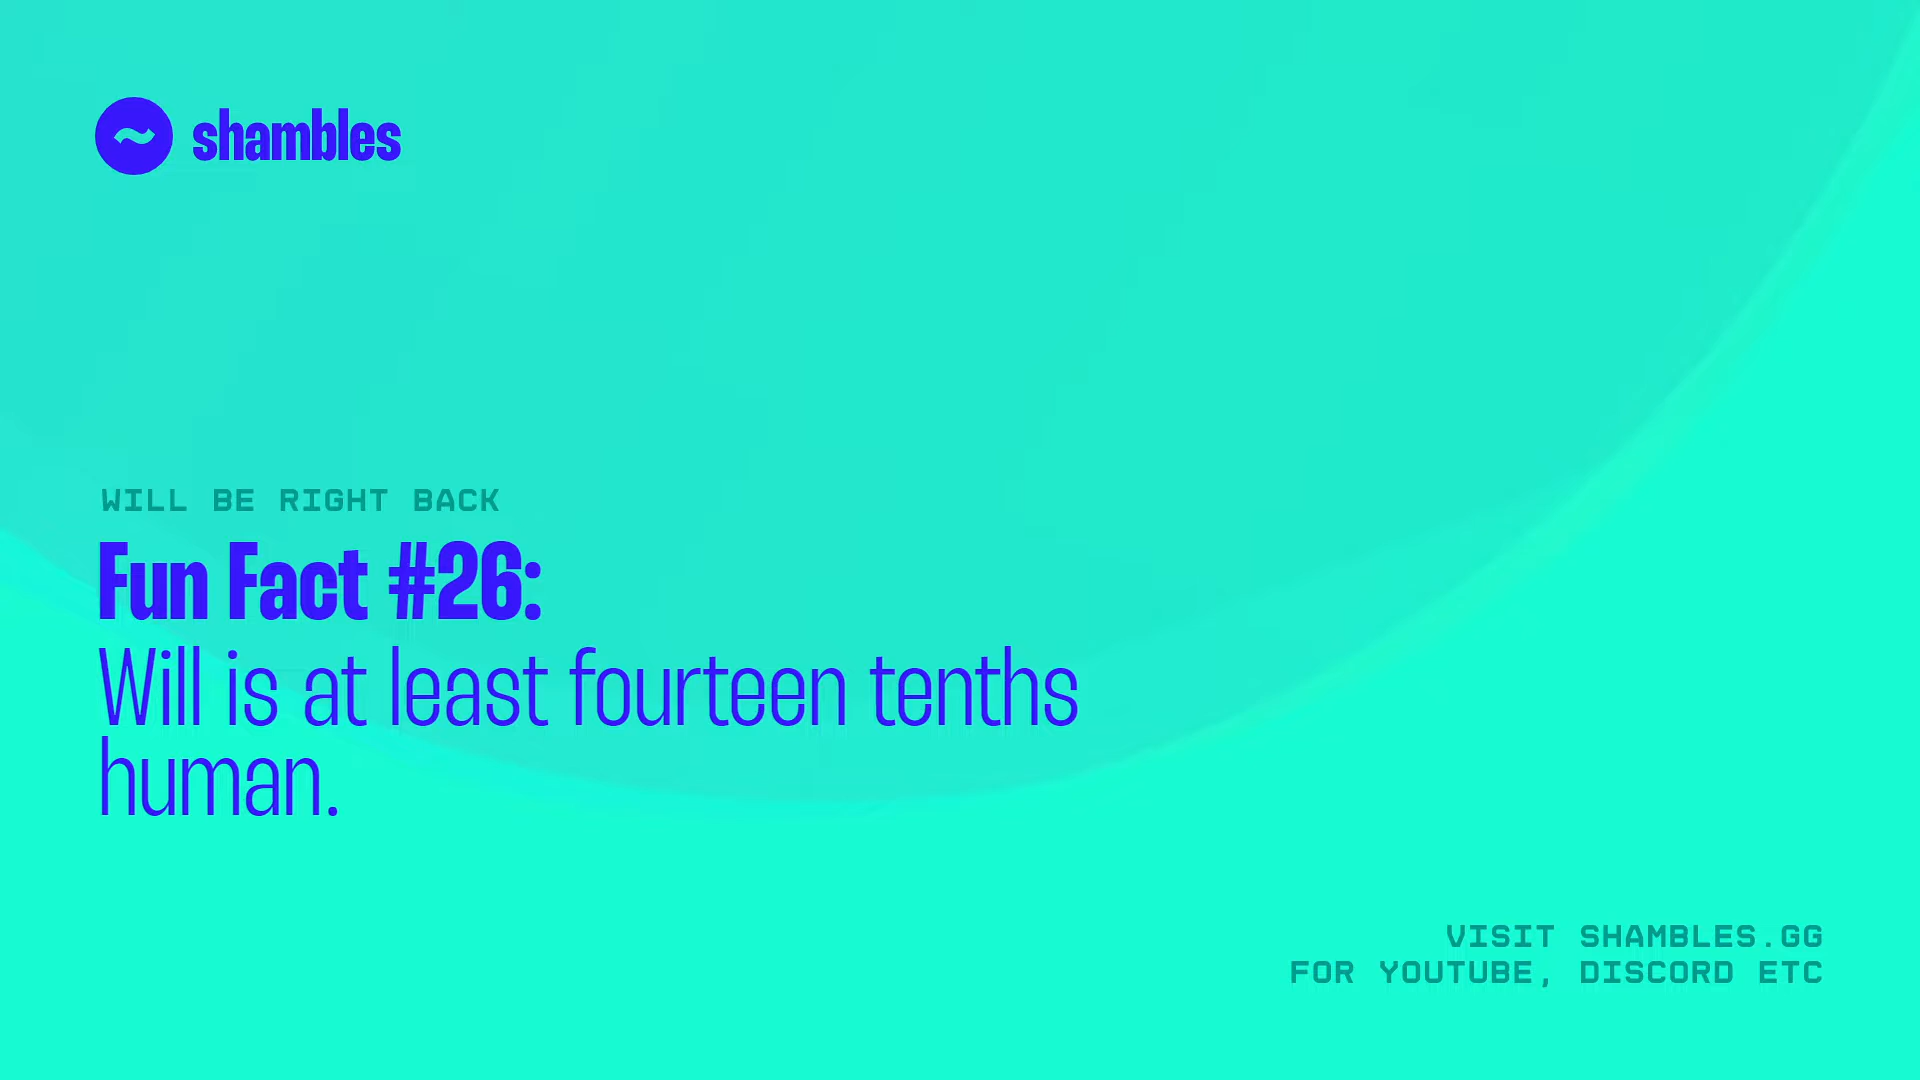 shambles
WILL BE RIGHT BACK
Fun Fact #26:
Will is at least fourteen tenths
human.
VISIT SHAMBLES.GG
FOR YOUTUBE, DISCORD ETC